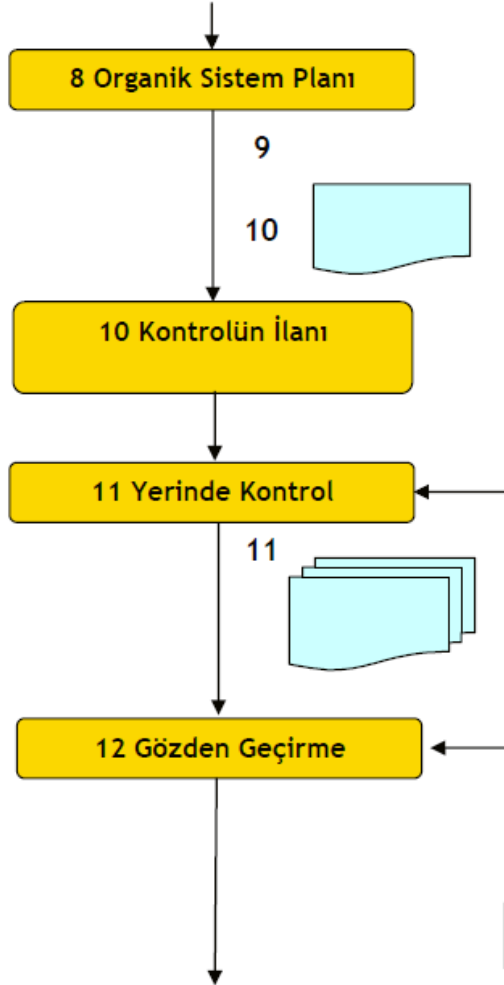 8 Organik Sistem Planı
9
10
10 Kontrolün İlanı
11 Yerinde Kontrol
11
12 Gözden Geçirme